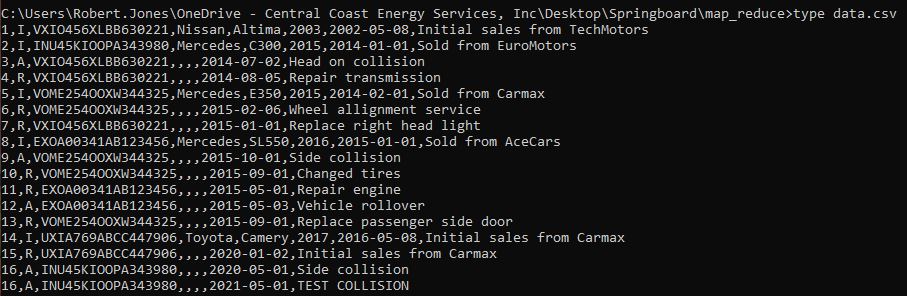 C:\Users\Robert.Jones\OneDrive - Central Coast Energy Services, Inc\Desktop\Springboard\map_reduce>type data.csv
1,I,VXIO456XLBB630221,Nissan,Altima,2003,2002-05-08,Initial sales from TechMotors
2,I,INU45KIOOPA343980,Mercedes,C300,2015,2014-01-01,Sold from EuroMotors
3,A,VXIO456XLBB630221,,,,2014-07-02,Head on collision
4,R,VXIO456XLBB630221,,,,2014-08-05,Repair transmission
5,I,VOME254OOXW344325,Mercedes,E350,2015,2014-02-01,Sold from Carmax
6,R,VOME254OOXW344325,,,,2015-02-06,Wheel allignment service
7,R,VXIO456XLBB630221,,,,2015-01-01,Replace right head light
8,I,EXOA00341AB123456,Mercedes,SL550,2016,2015-01-01,Sold from AceCars
9,A,VOME254OOXW344325,,,,2015-10-01,Side collision
10,R,VOME254OOXW344325,,,,2015-09-01,Changed tires
11,R,EXOA00341AB123456,,,,2015-05-01,Repair engine
12,A,EXOA00341AB123456,,,,2015-05-03,Vehicle rollover
13,R,VOME254OOXW344325,,,,2015-09-01,Replace passenger side door
14,I,UXIA769ABCC447906,Toyota,Camery,2017,2016-05-08,Initial sales from Carmax
15,R,UXIA769ABCC447906,,,,2020-01-02,Initial sales from Carmax
16,A,INU45KIOOPA343980,,,,2020-05-01,Side collision
16,A,INU45KIOOPA343980,,,,2021-05-01,TEST COLLISION